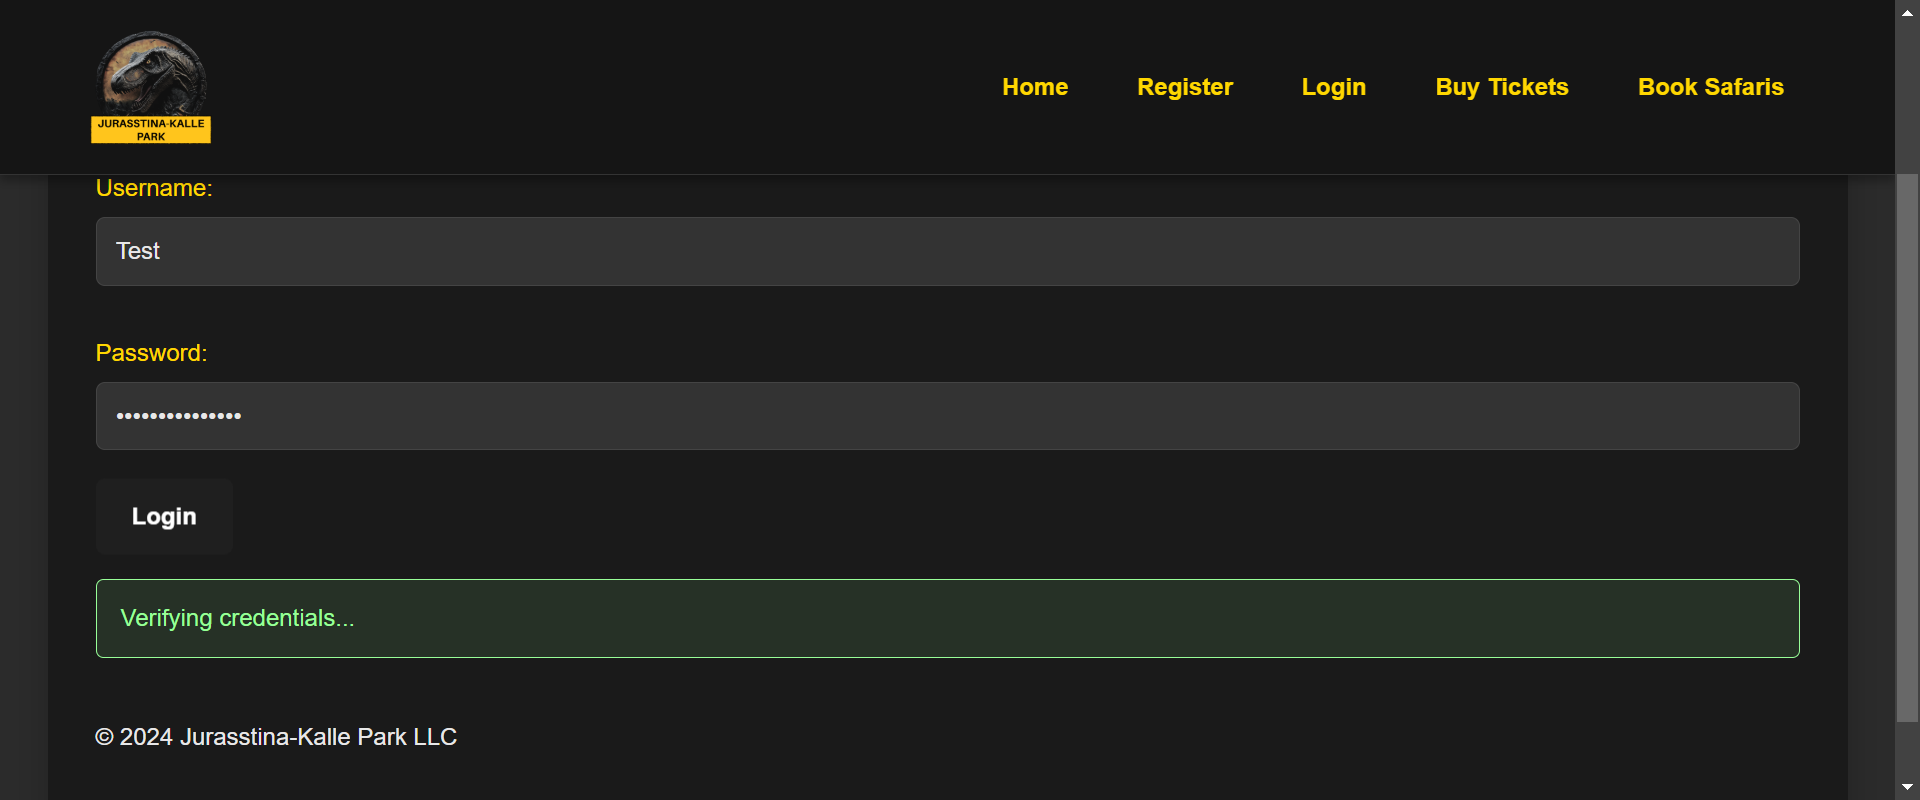 JURASSTINA-KALLE
PARK
Home Register Login Buy Tickets Book Safaris
Username:
Test
Password:
•••••••••••••••
Login
Verifying credentials...
© 2024 Jurasstina-Kalle Park LLC